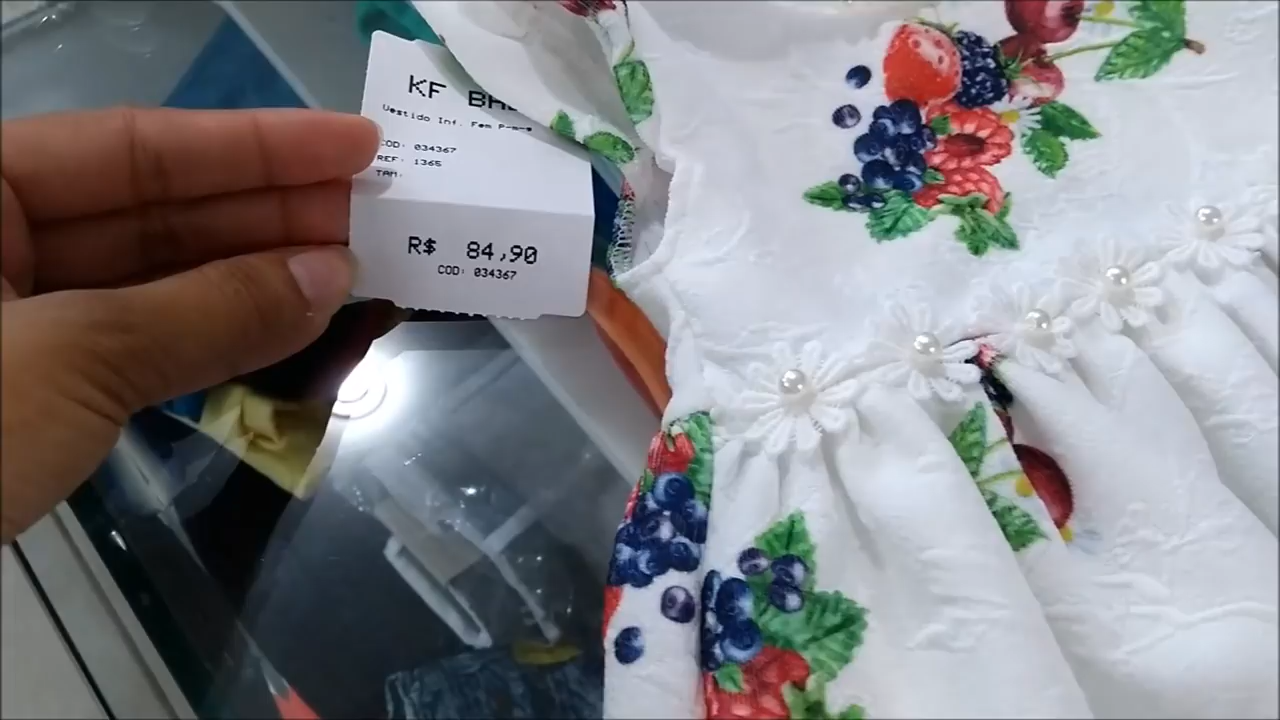 KF
Vestido Inf. Fem
COD: 034367
REF: 1365
TAM:
R$ 84,90
COD: 034367